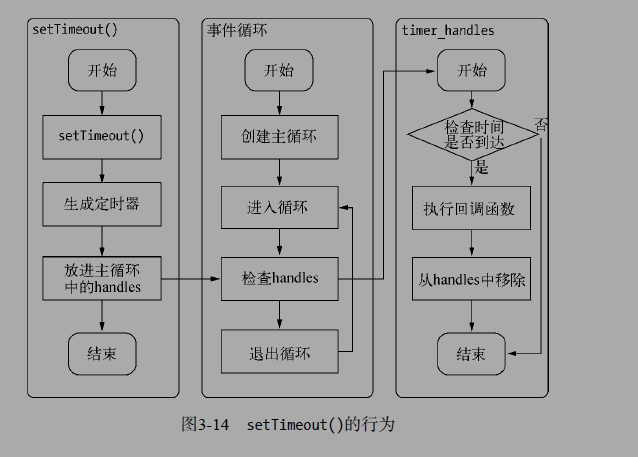 setTimeout()
开始
setTimeout()
生成定时器
放进主循环
中的handles
结束
事件循环
开始
创建主循环
进入循环
检查handles
退出循环
timer_handles
开始
检查时间
是否到达
否
是
执行回调函数
从handles中移除
结束
图3-14 setTimeout()的行为